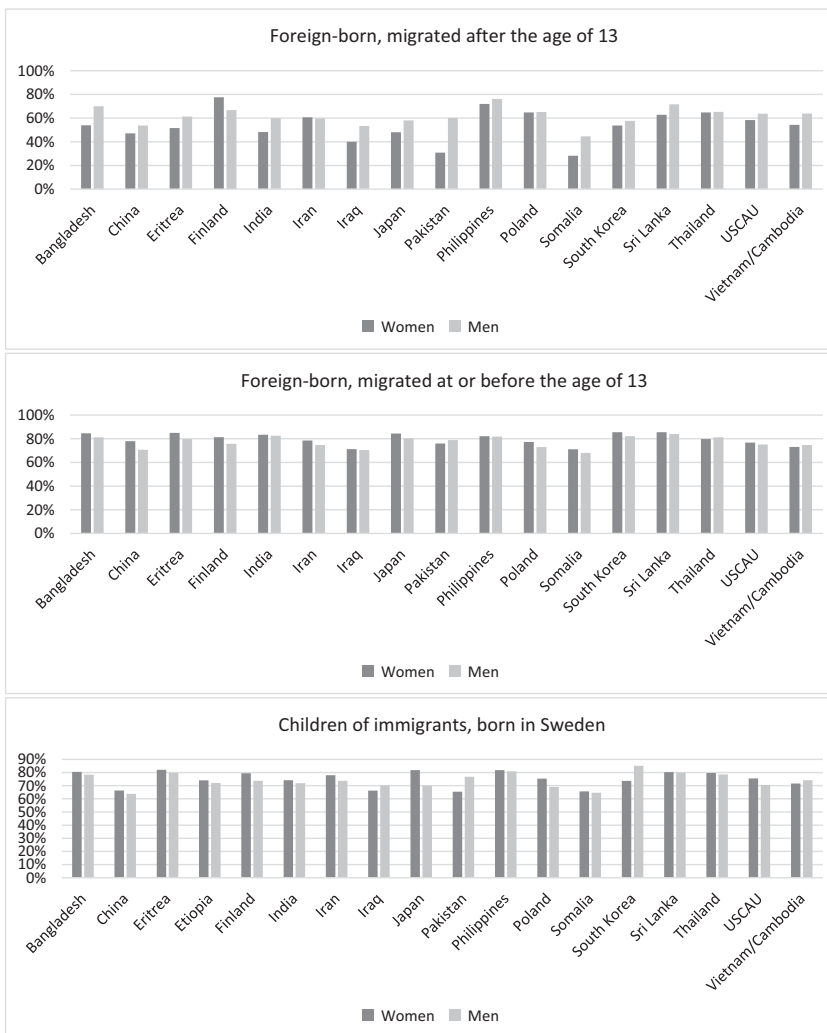 Foreign-born, migrated after the age of 13
100%
80%
60%
40%
20%
0%
Bangladesh
China
Eritrea
Finland
India
Iran
Iraq
Japan
Pakistan
Philippines
Poland
Somalia
South Korea
Sri Lanka
Thailand
USCAU
Vietnam/Cambodia
Women Men
Foreign-born, migrated at or before the age of 13
100%
80%
60%
40%
20%
0%
Bangladesh
China
Eritrea
Finland
India
Iran
Iraq
Japan
Pakistan
Philippines
Poland
Somalia
South Korea
Sri Lanka
Thailand
USCAU
Vietnam/Cambodia
Women Men
Children of immigrants, born in Sweden
90%
80%
70%
60%
50%
40%
30%
20%
10%
0%
Bangladesh
China
Eritrea
Etiopia
Finland
India
Iran
Iraq
Japan
Pakistan
Philippines
Poland
Somalia
South Korea
Sri Lanka
Thailand
USCAU
Vietnam/Cambodia
Women Men